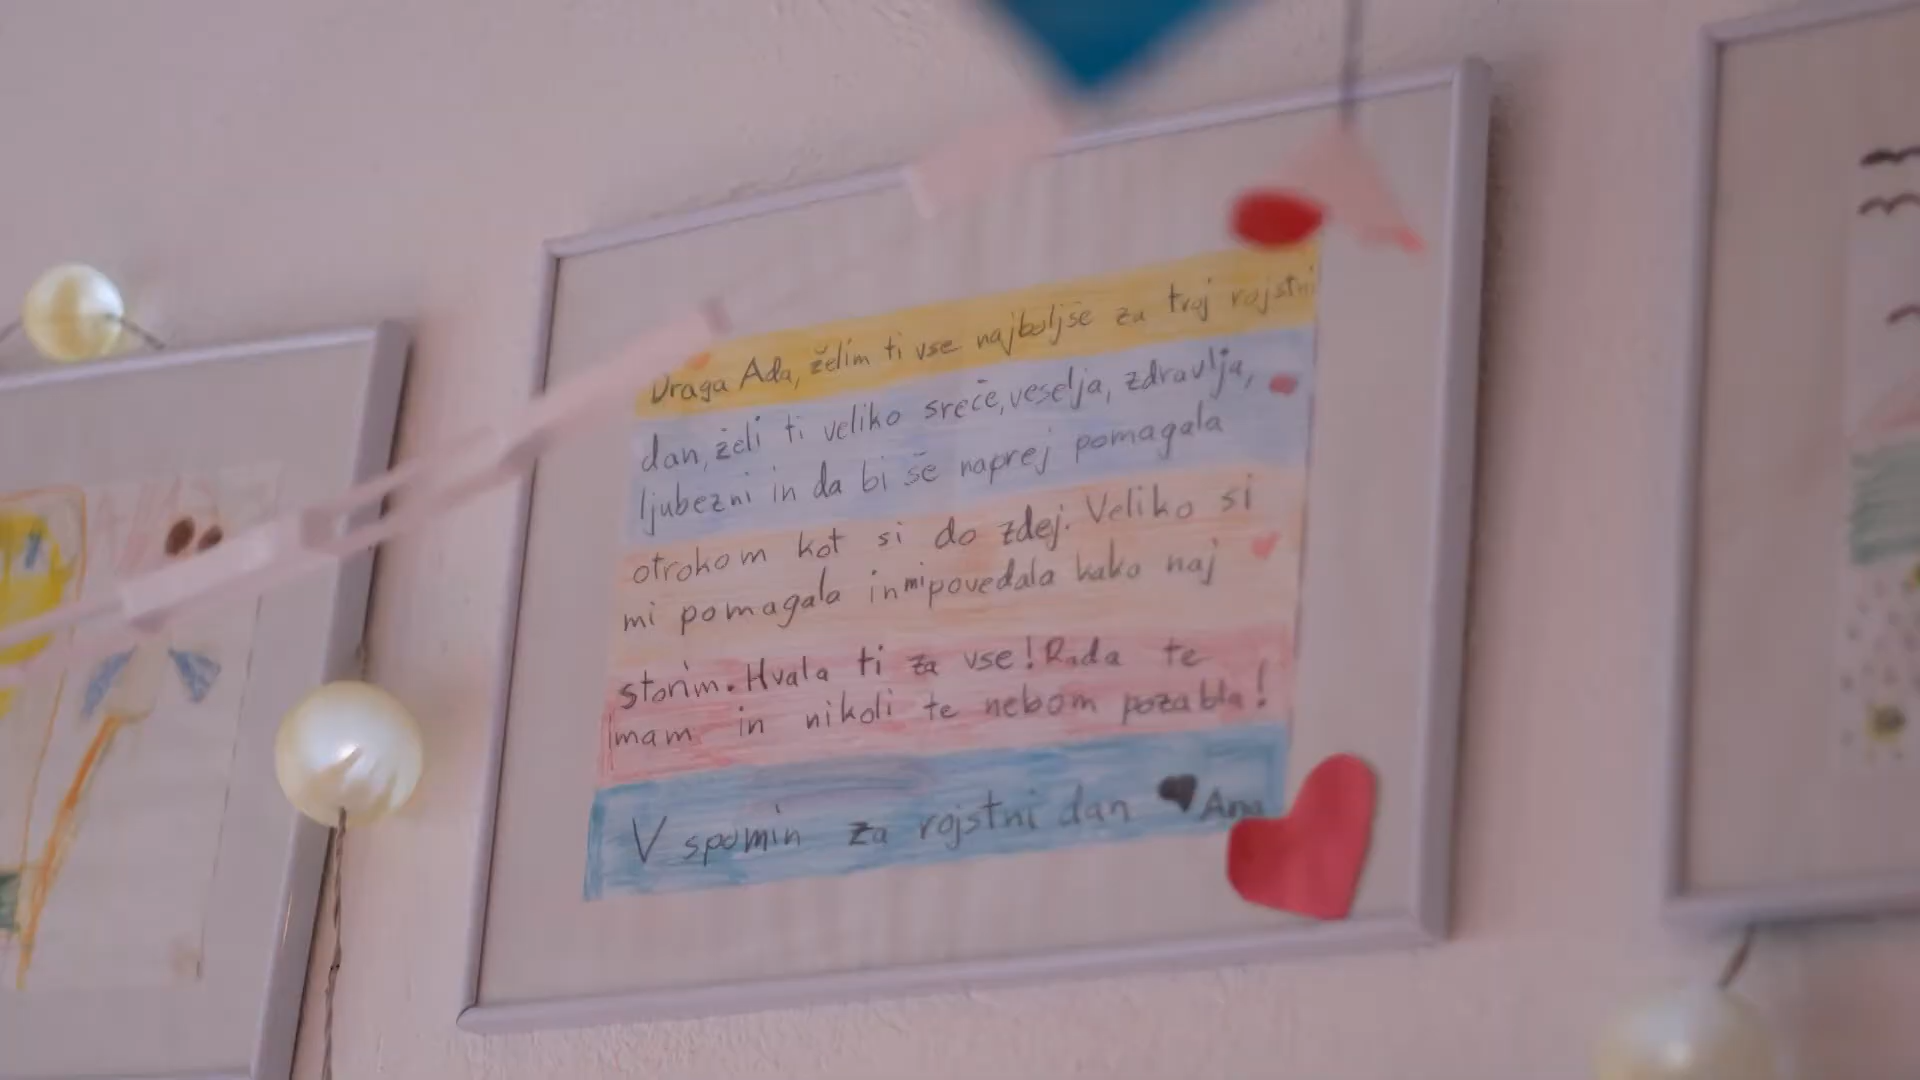 Draga Ada, želim ti vse najboljše za tvoj rojstni
dan, želi ti veliko sreče, veselja, zdravlja,
ljubezni in da bi še naprej pomagala
otrokom kot si do zdej. Veliko si
mi pomagala in mi povedala kako naj
storim. Hvala ti za vse! Rada te
mam in nikoli te nebom pozabla!
V spomin za rojstni dan Ana